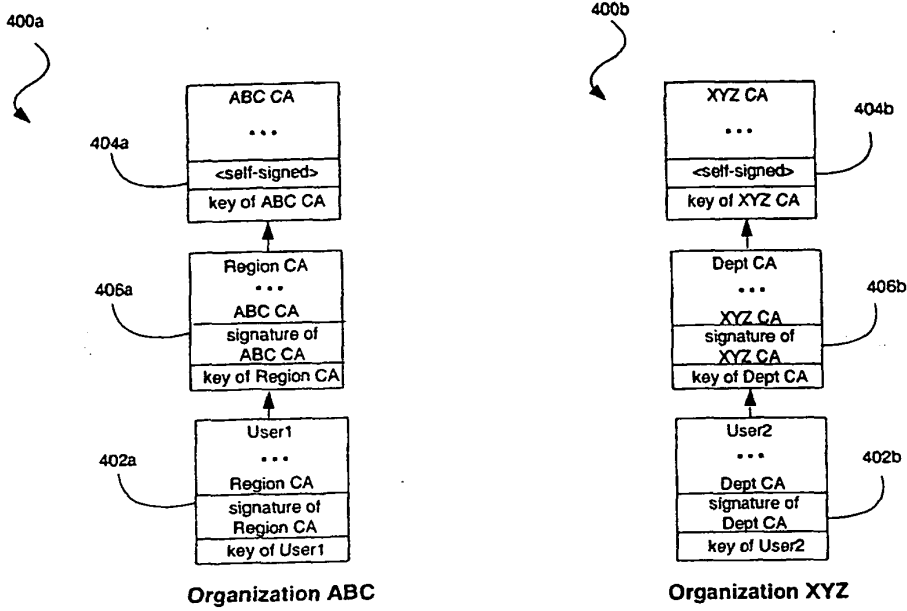 400a
ABC CA
...
404a
<self-signed>
key of ABC CA
Region CA
...
406a
ABC CA
signature of
ABC CA
key of Region CA
User1
...
402a
Region CA
signature of
Region CA
key of User1
Organization ABC
400b
XYZ CA
...
404b
<self-signed>
key of XYZ CA
Dept CA
...
406b
XYZ CA
signature of
XYZ CA
key of Dept CA
User2
...
402b
Dept CA
signature of
Dept CA
key of User2
Organization XYZ